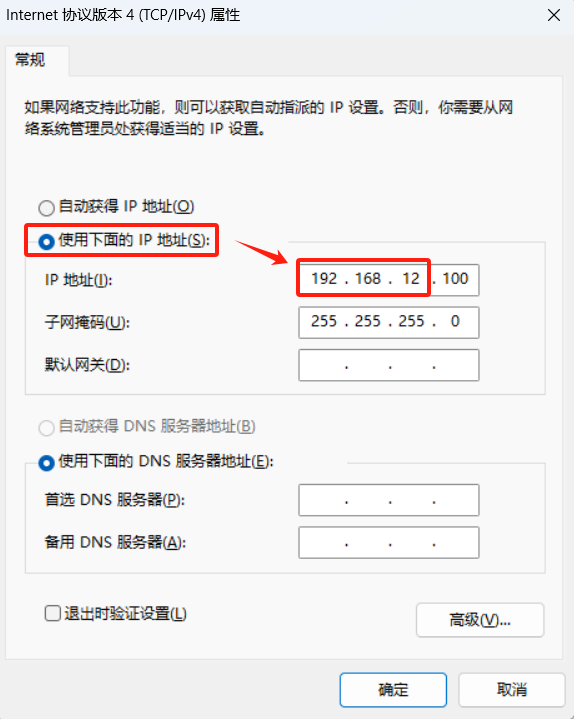 Internet 协议版本 4 (TCP/IPv4) 属性
常规
如果网络支持此功能，则可以获取自动指派的 IP 设置。否则，你需要从网
络系统管理员处获得适当的 IP 设置。
自动获得 IP 地址(O)
使用下面的 IP 地址(S):
IP 地址(I): 192 . 168 . 12 . 100
子网掩码(U): 255 . 255 . 255 . 0
默认网关(D): . . .
自动获得 DNS 服务器地址(B)
使用下面的 DNS 服务器地址(E):
首选 DNS 服务器(P): . . .
备用 DNS 服务器(A): . . .
退出时验证设置(L)
高级(V)...
确定 取消